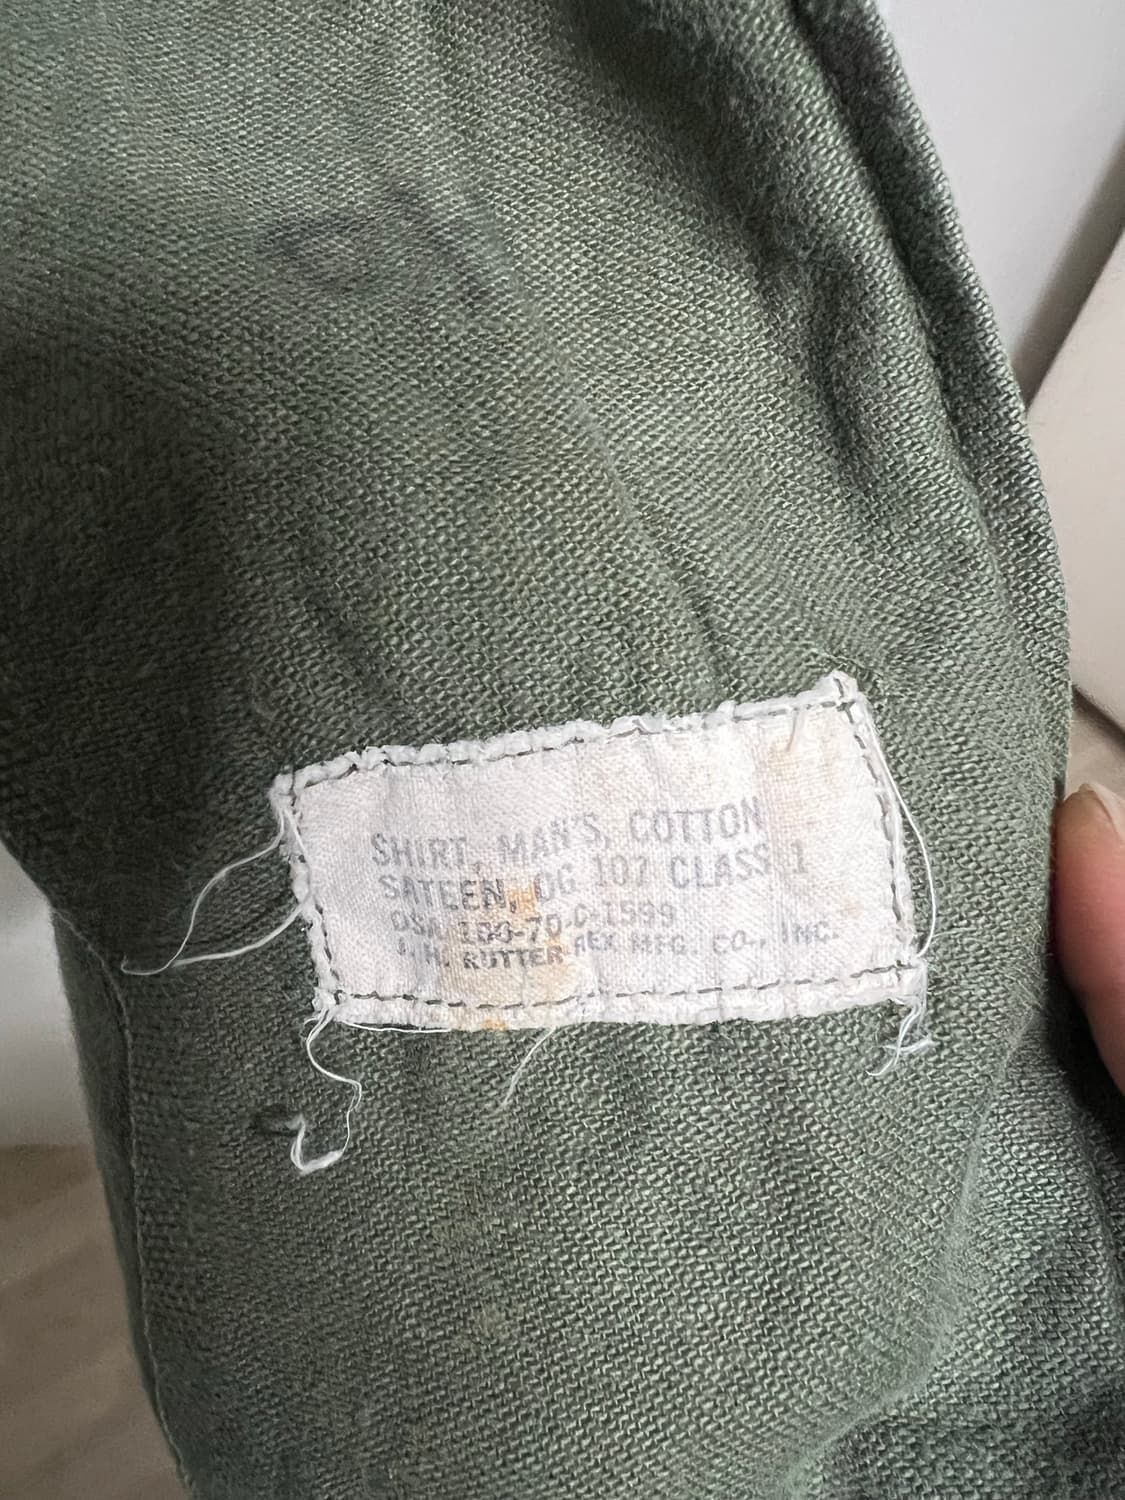 SHIRT, MAN'S, COTTON
SATEEN, OG 107 CLASS 1
DSA 100-70-C-1599
J.H. RUTTER REX MFG. CO., INC.